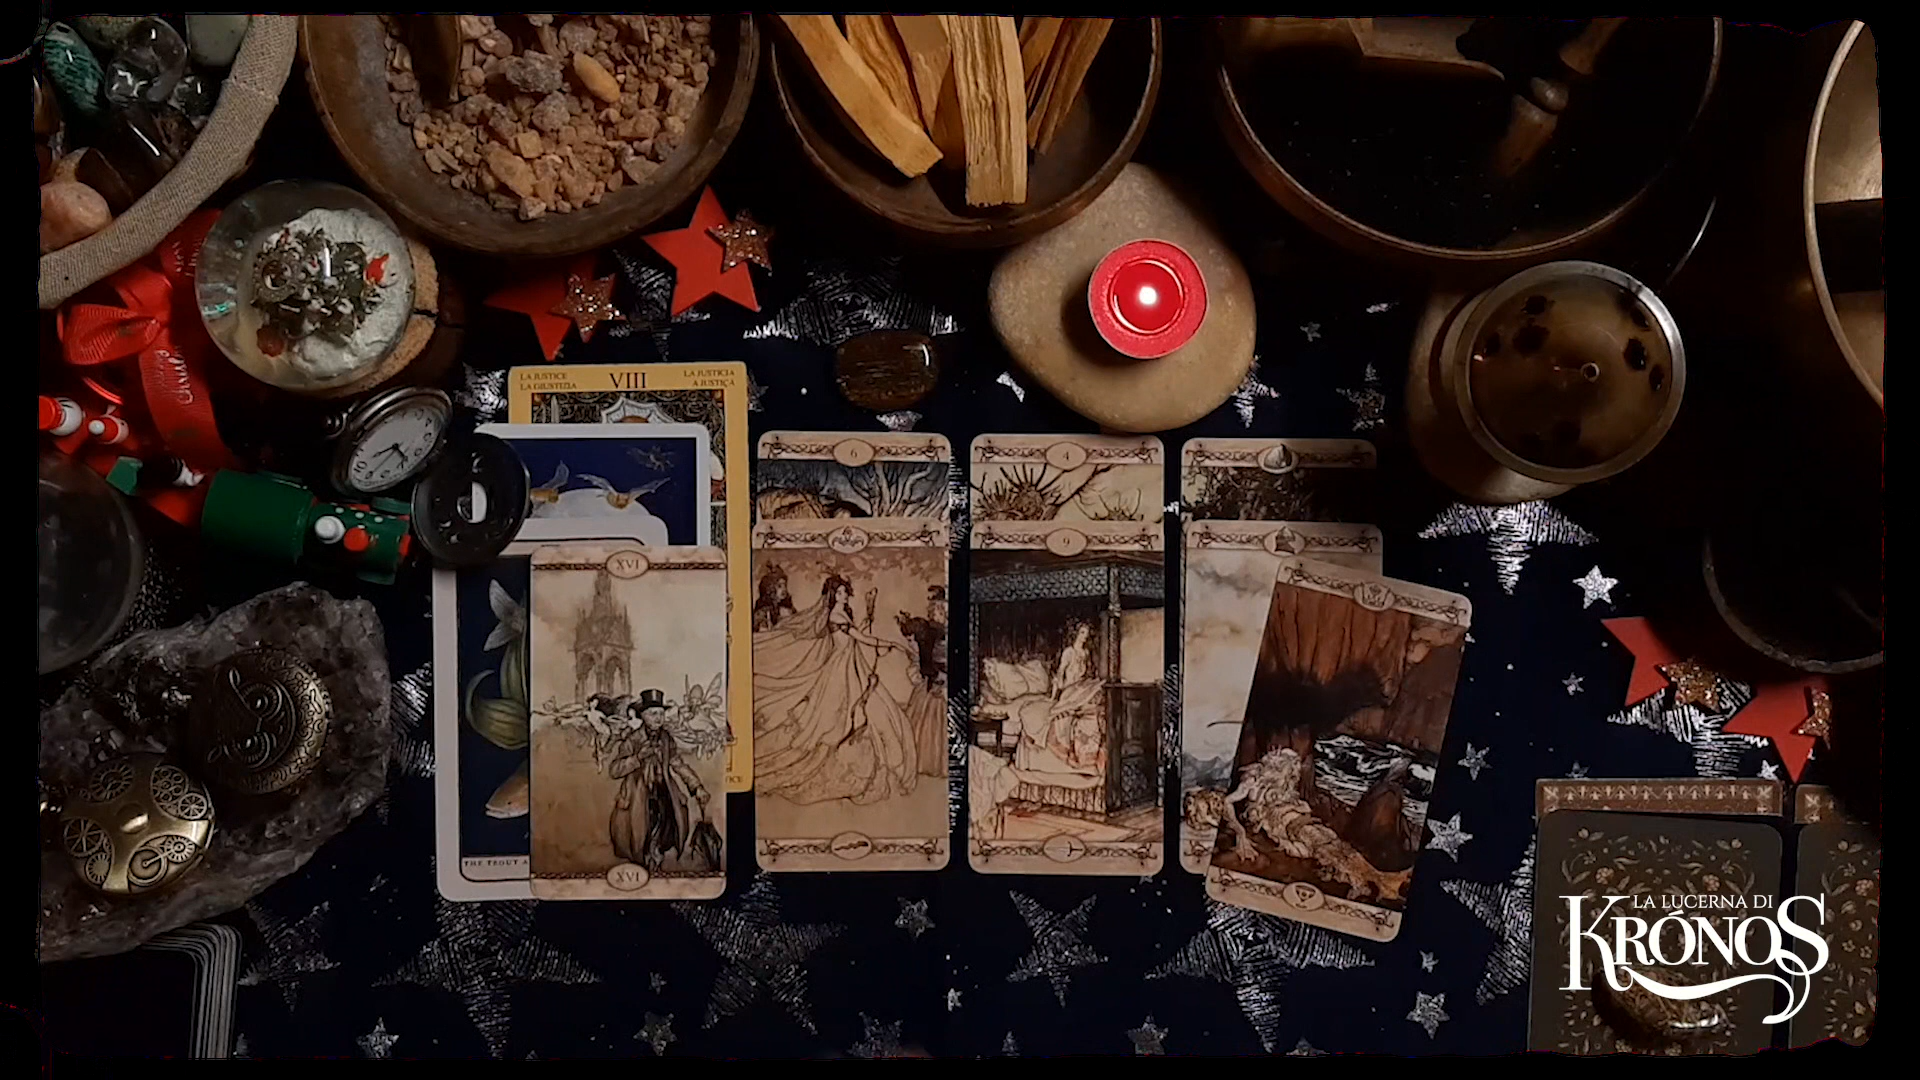 LA JUSTICE
LA GIUSTIZIA
VIII
LA JUSTICIA
A JUSTIÇA
6
4
XVI
9
THE TROUT A
XVI
LA LUCERNA DI
KRÓNOS